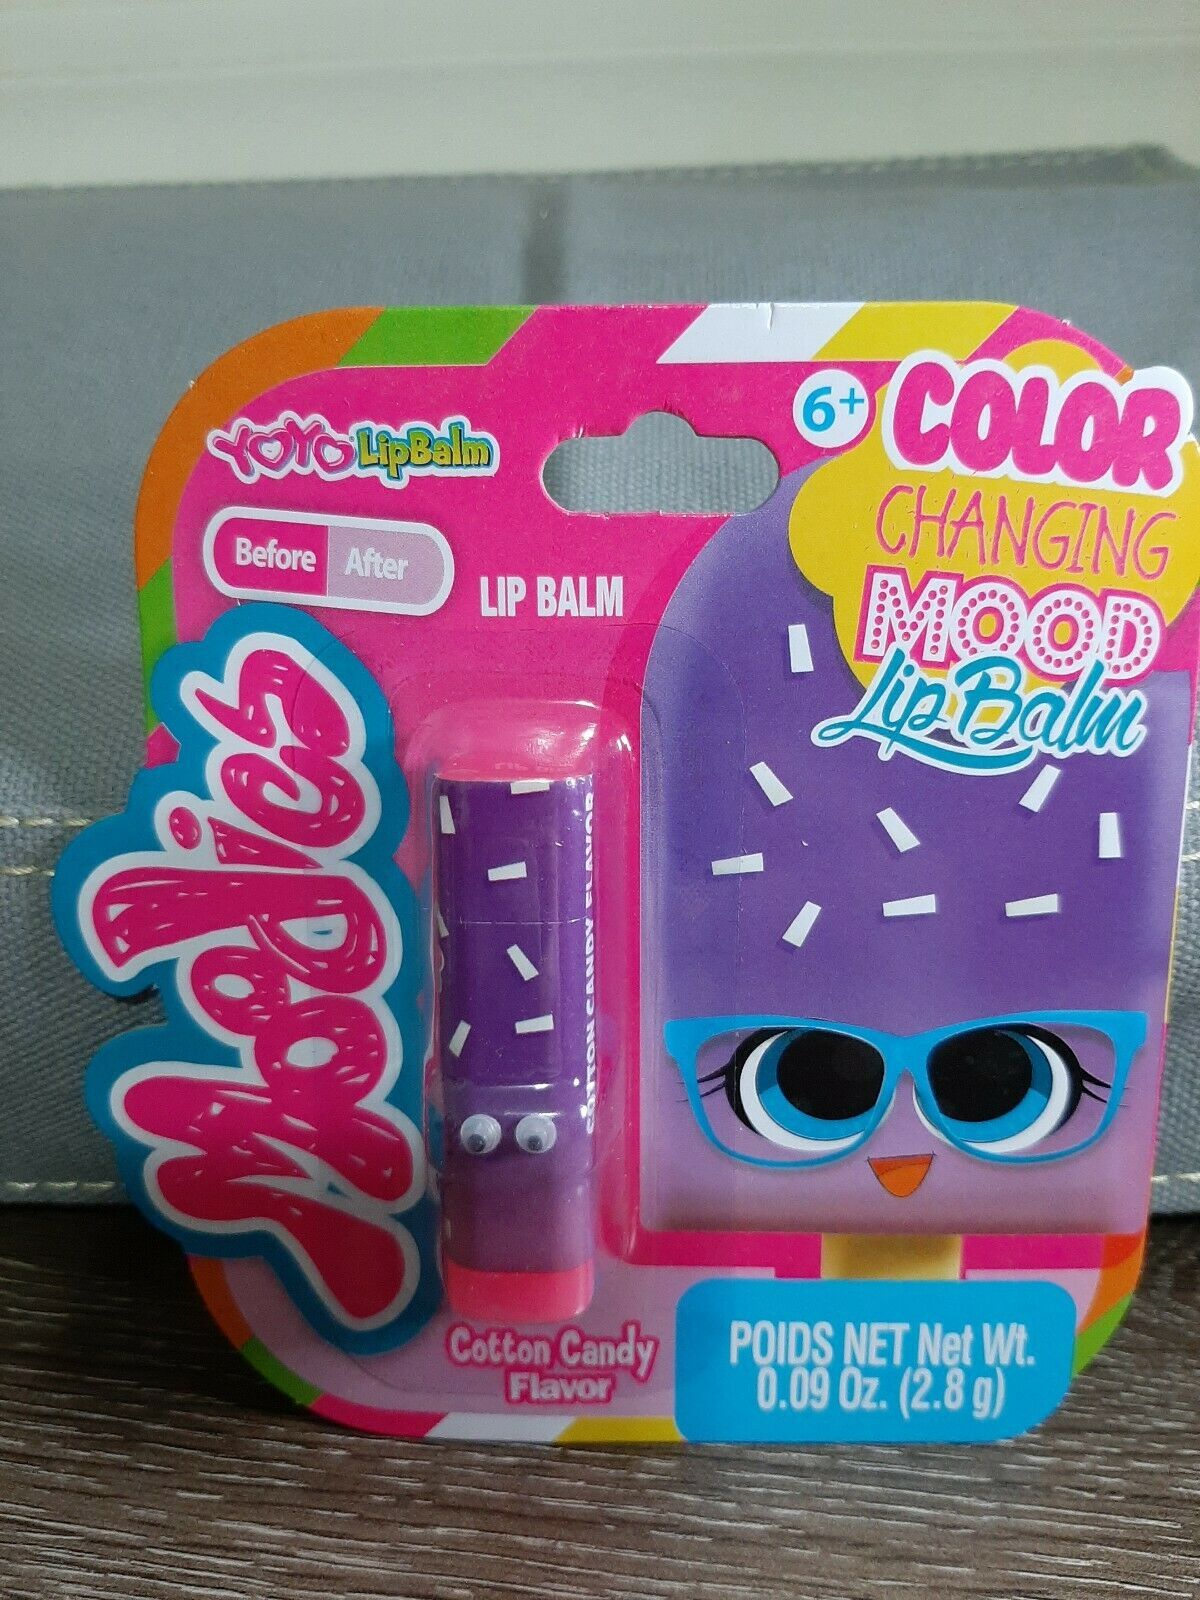 YOYO LipBalm
6+
COLOR
CHANGING
MOOD
Lip Balm
Before After
LIP BALM
Moodics
COTTON CANDY FLAVOR
Cotton Candy
Flavor
POIDS NET Net Wt.
0.09 Oz. (2.8 g)